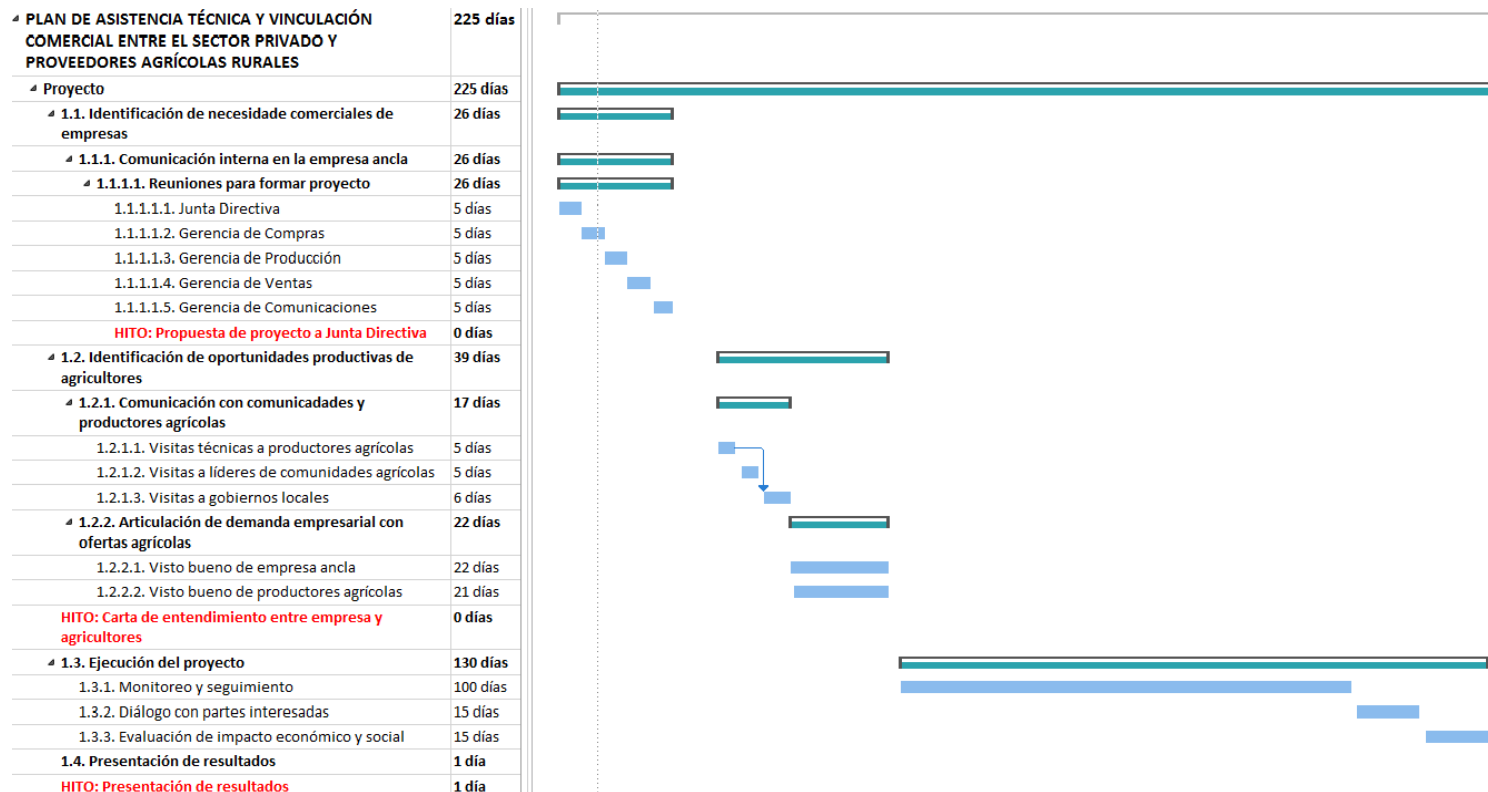 PLAN DE ASISTENCIA TÉCNICA Y VINCULACIÓN 225 días
COMERCIAL ENTRE EL SECTOR PRIVADO Y
PROVEEDORES AGRÍCOLAS RURALES
Proyecto 225 días
1.1. Identificación de necesidade comerciales de 26 días
empresas
1.1.1. Comunicación interna en la empresa ancla 26 días
1.1.1.1. Reuniones para formar proyecto 26 días
1.1.1.1.1. Junta Directiva 5 días
1.1.1.1.2. Gerencia de Compras 5 días
1.1.1.1.3. Gerencia de Producción 5 días
1.1.1.1.4. Gerencia de Ventas 5 días
1.1.1.1.5. Gerencia de Comunicaciones 5 días
HITO: Propuesta de proyecto a Junta Directiva 0 días
1.2. Identificación de oportunidades productivas de 39 días
agricultores
1.2.1. Comunicación con comunicadades y 17 días
productores agrícolas
1.2.1.1. Visitas técnicas a productores agrícolas 5 días
1.2.1.2. Visitas a líderes de comunidades agrícolas 5 días
1.2.1.3. Visitas a gobiernos locales 6 días
1.2.2. Articulación de demanda empresarial con 22 días
ofertas agrícolas
1.2.2.1. Visto bueno de empresa ancla 22 días
1.2.2.2. Visto bueno de productores agrícolas 21 días
HITO: Carta de entendimiento entre empresa y 0 días
agricultores
1.3. Ejecución del proyecto 130 días
1.3.1. Monitoreo y seguimiento 100 días
1.3.2. Diálogo con partes interesadas 15 días
1.3.3. Evaluación de impacto económico y social 15 días
1.4. Presentación de resultados 1 día
HITO: Presentación de resultados 1 día